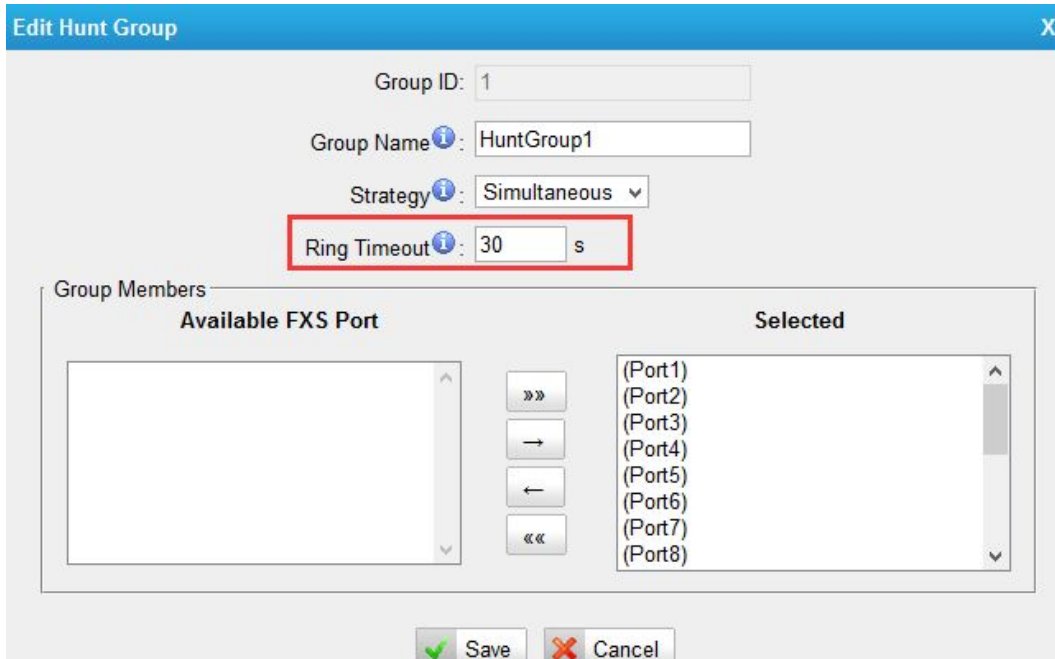 Edit Hunt Group X
Group ID: 1
Group Name : HuntGroup1
Strategy : Simultaneous
Ring Timeout : 30 s
Group Members
Available FXS Port Selected
(Port1)
(Port2)
(Port3)
(Port4)
(Port5)
(Port6)
(Port7)
(Port8)
Save Cancel